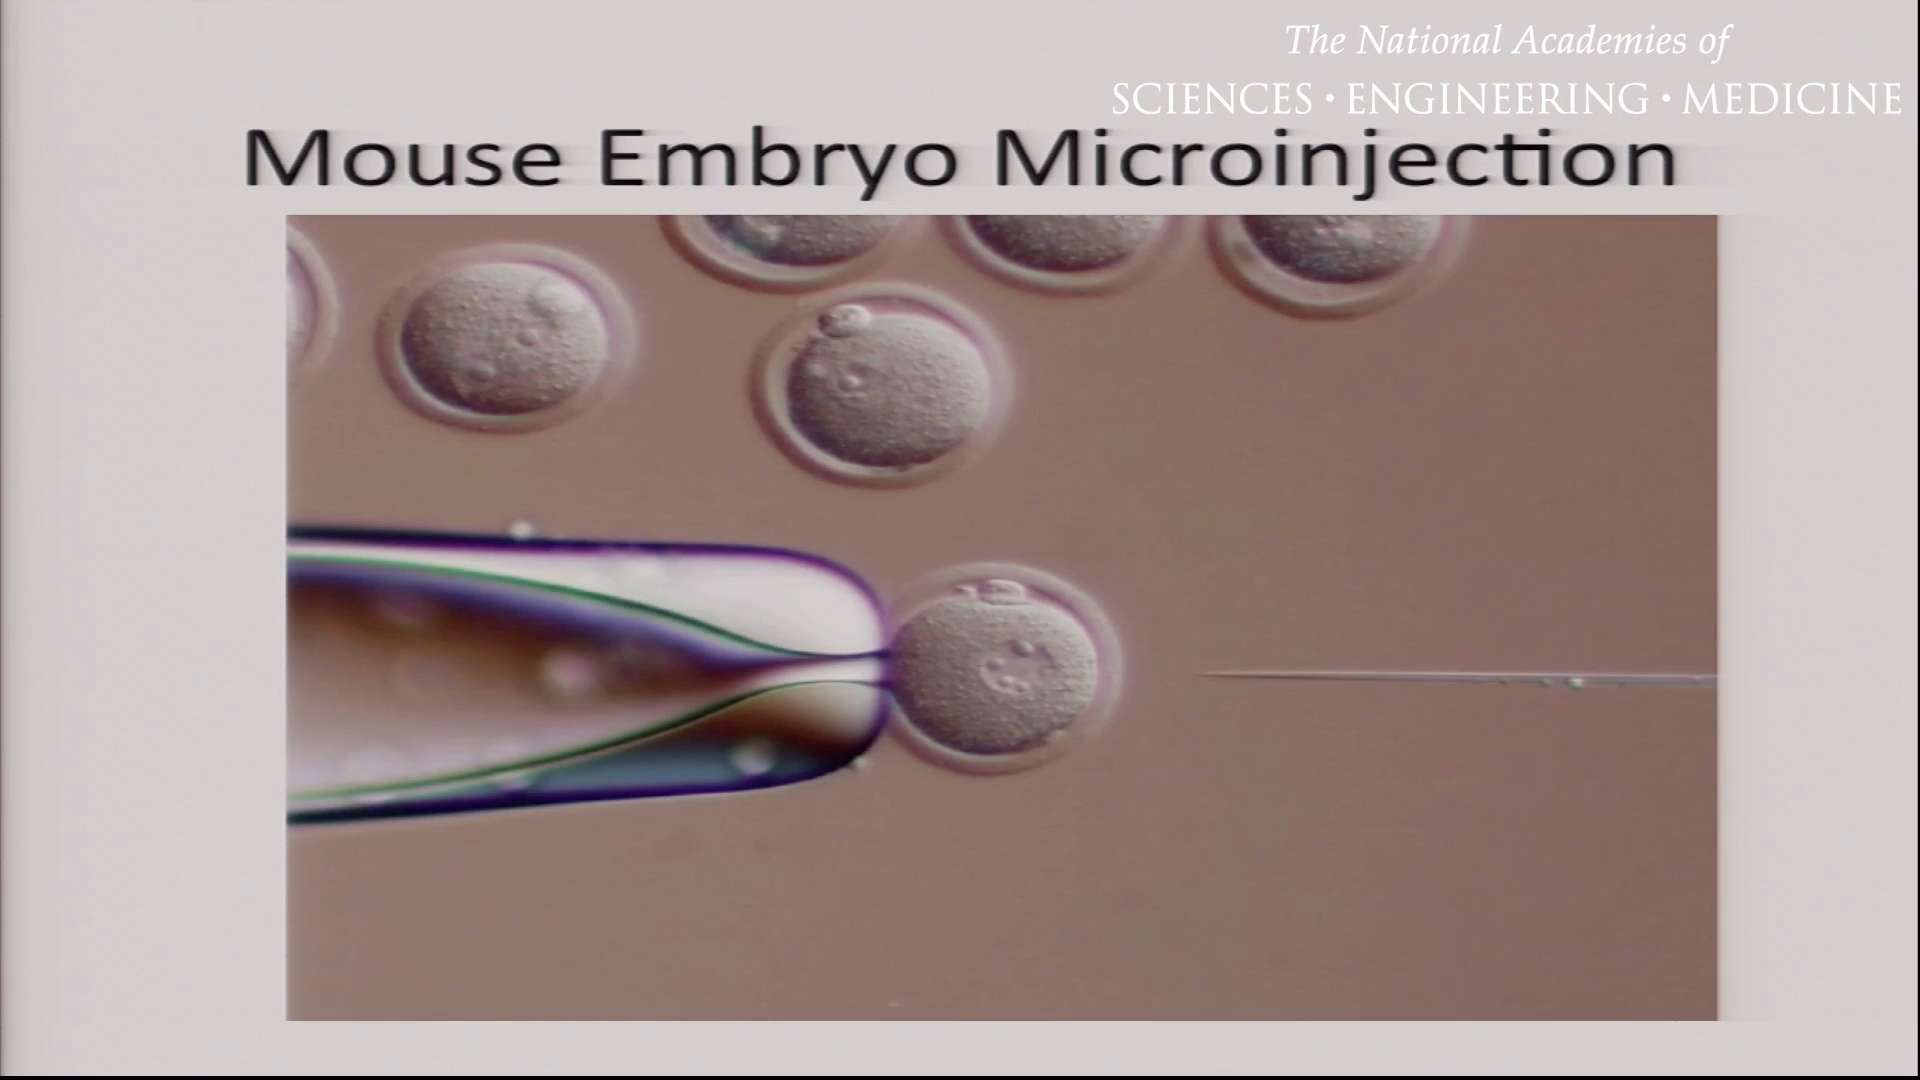 The National Academies of
SCIENCES · ENGINEERING · MEDICINE
Mouse Embryo Microinjection